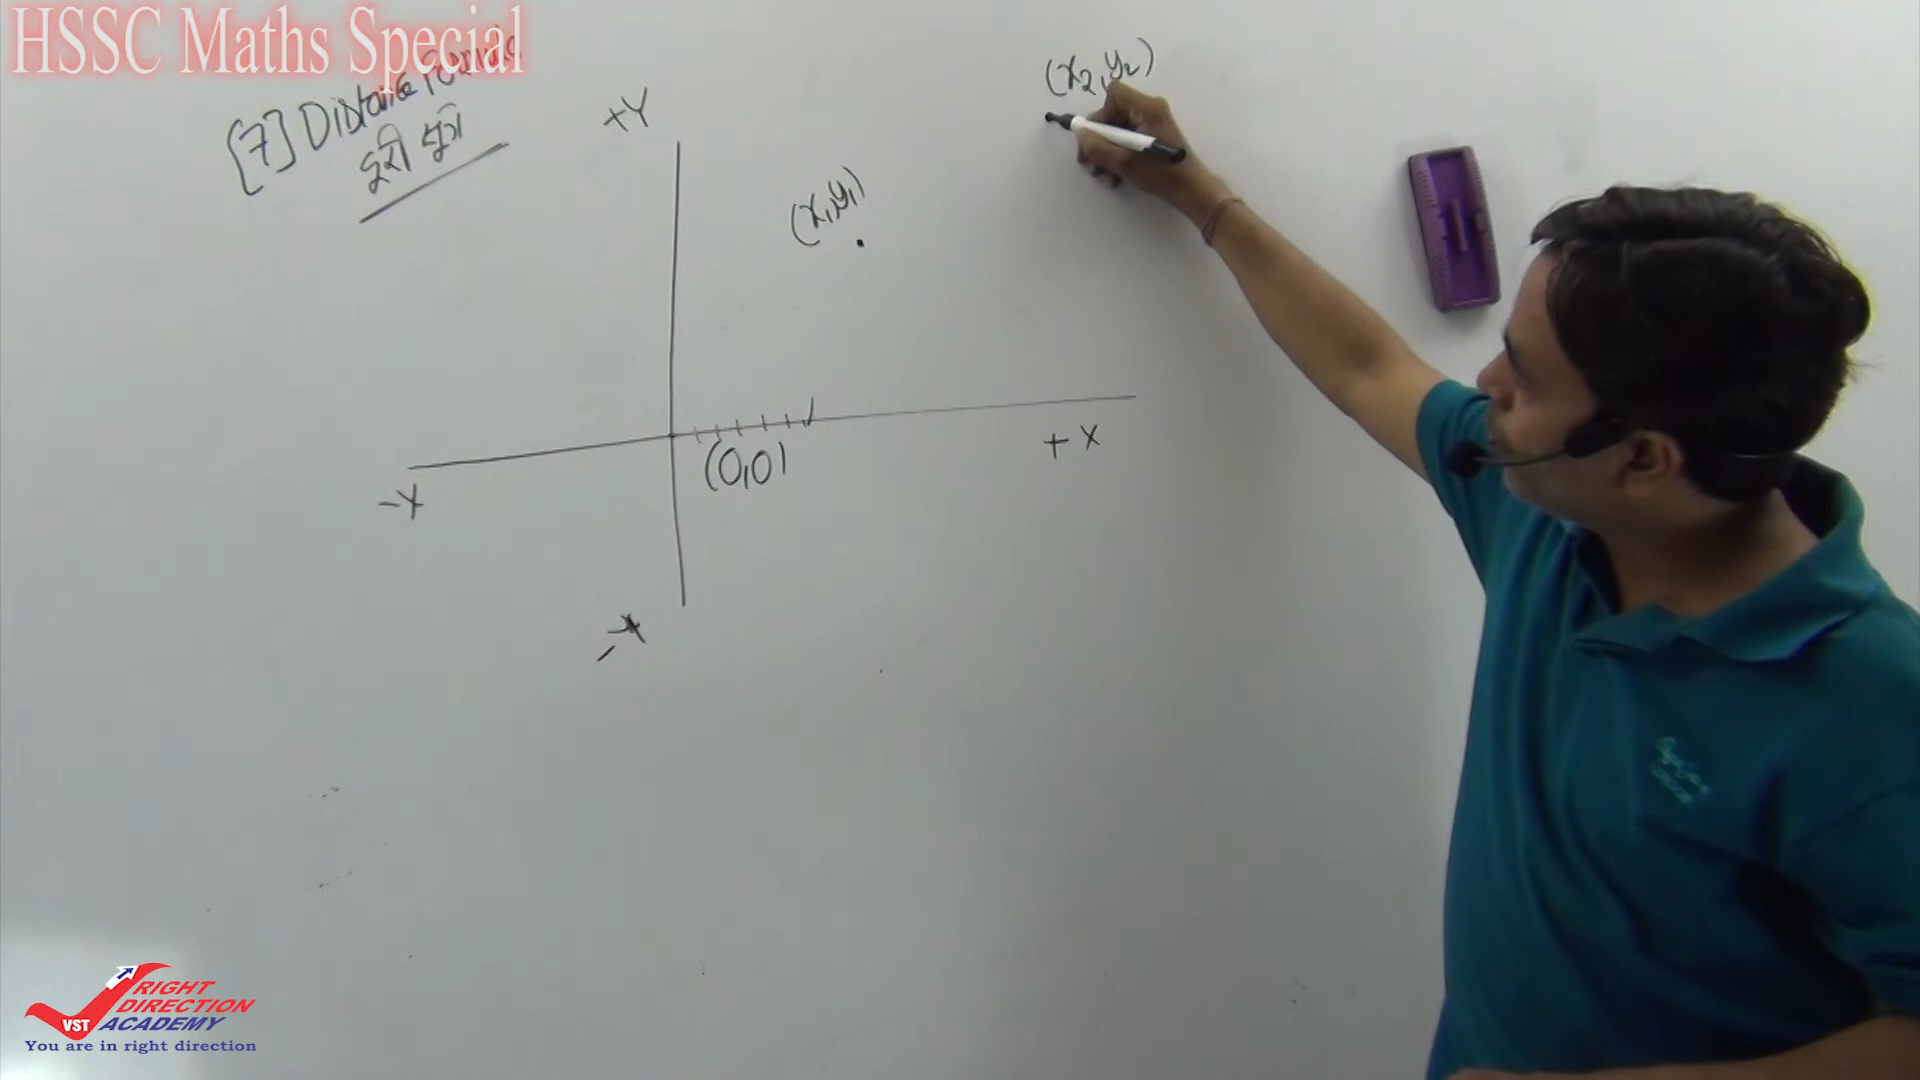 HSSC Maths Special
[7] Distance Formula
दूरी सूत्र
+Y
(x₂,y₂)
(x₁,y₁)
(0,0)
+ X
-X
RIGHT
DIRECTION
VST ACADEMY
You are in right direction